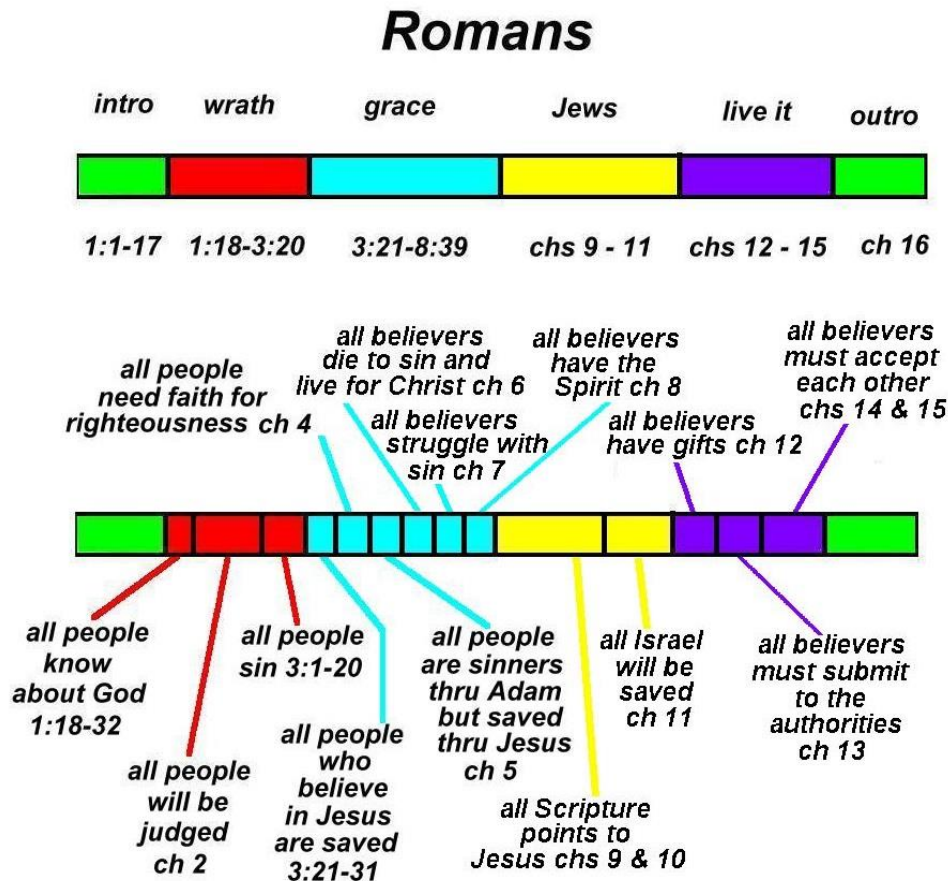 Romans
intro
wrath
grace
Jews
live it
outro
1:1-17
1:18-3:20
3:21-8:39
chs 9 - 11
chs 12 - 15
ch 16
all people
need faith for
righteousness ch 4
all believers
die to sin and
live for Christ ch 6
all believers
struggle with
sin ch 7
all believers
have the
Spirit ch 8
all believers
have gifts ch 12
all believers
must accept
each other
chs 14 & 15
all people
know
about God
1:18-32
all people
will be
judged
ch 2
all people
sin 3:1-20
all people
who
believe
in Jesus
are saved
3:21-31
all people
are sinners
thru Adam
but saved
thru Jesus
ch 5
all Scripture
points to
Jesus chs 9 & 10
all Israel
will be
saved
ch 11
all believers
must submit
to the
authorities
ch 13